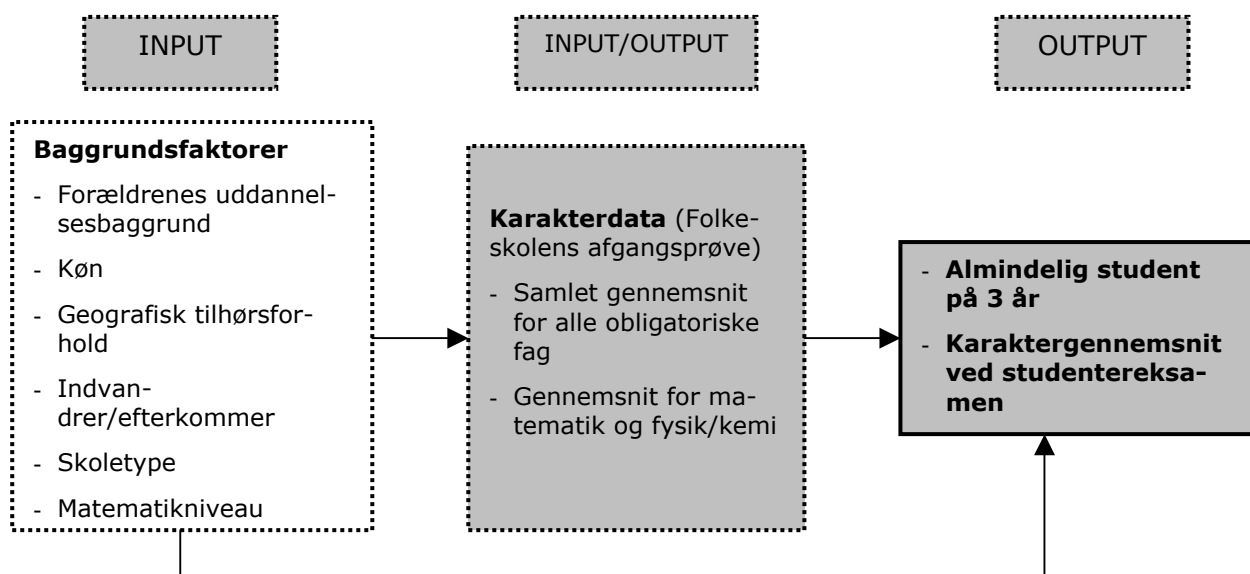 INPUT
INPUT/OUTPUT
OUTPUT
Baggrundsfaktorer
- Forældrenes uddannel-
sesbaggrund
- Køn
- Geografisk tilhørsfor-
hold
- Indvan-
drer/efterkommer
- Skoletype
- Matematikniveau
Karakterdata (Folke-
skolens afgangsprøve)
- Samlet gennemsnit
for alle obligatoriske
fag
- Gennemsnit for ma-
tematik og fysik/kemi
- Almindelig student
på 3 år
- Karaktergennemsnit
ved studentereksa-
men